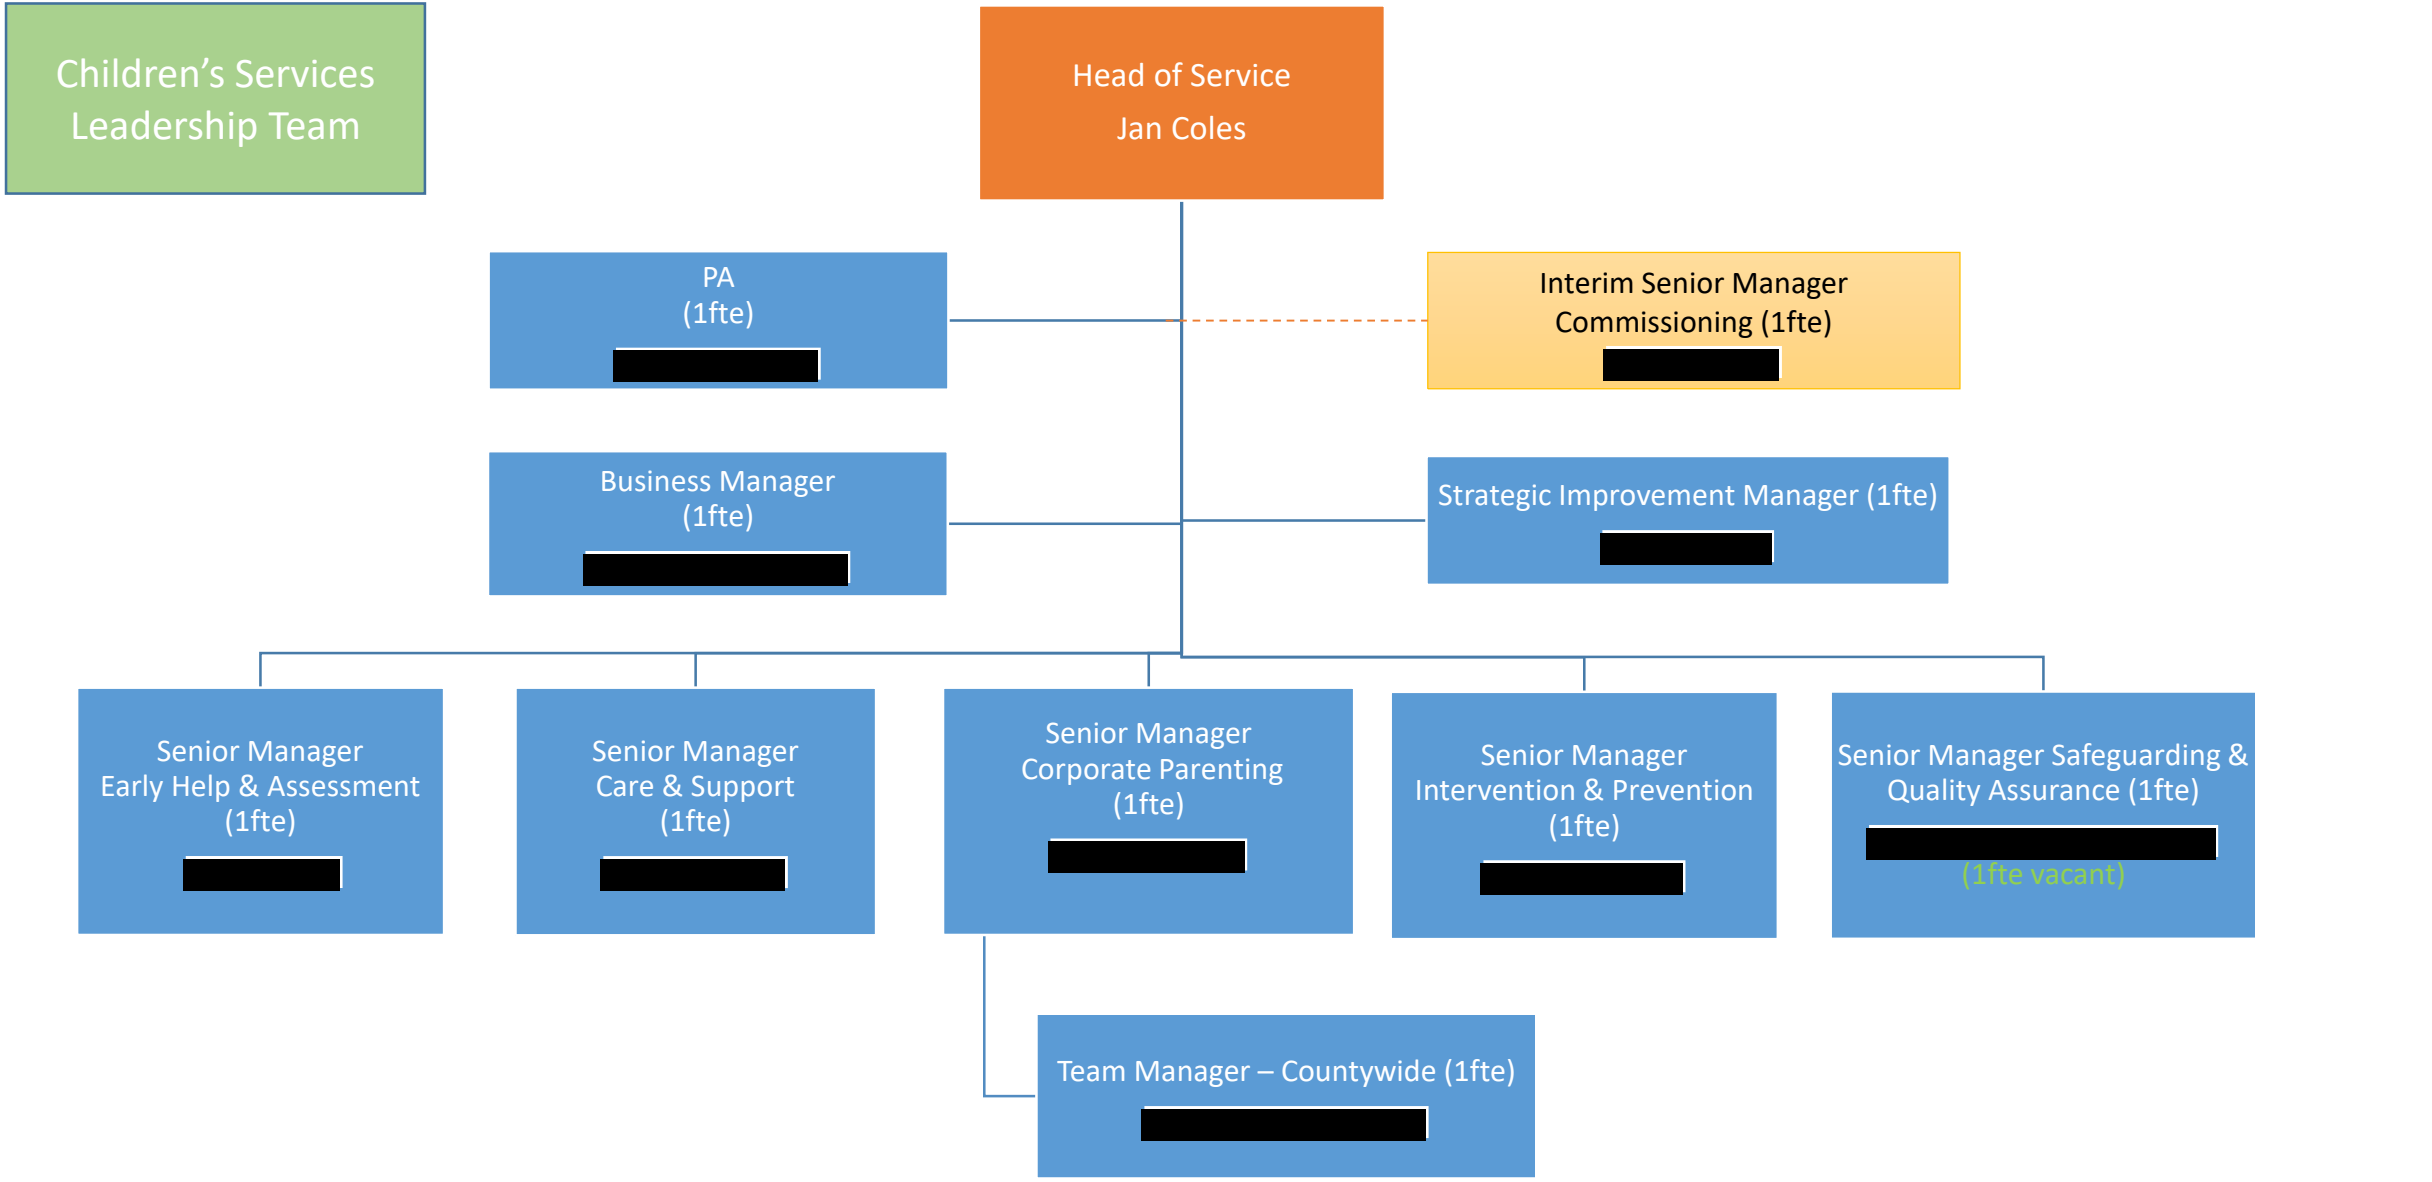 Children’s Services
Leadership Team
Head of Service
Jan Coles
PA
(1fte)
Interim Senior Manager
Commissioning (1fte)
Business Manager
(1fte)
Strategic Improvement Manager (1fte)
Senior Manager
Early Help & Assessment
(1fte)
Senior Manager
Care & Support
(1fte)
Senior Manager
Corporate Parenting
(1fte)
Senior Manager
Intervention & Prevention
(1fte)
Senior Manager Safeguarding &
Quality Assurance (1fte)
(1fte vacant)
Team Manager – Countywide (1fte)